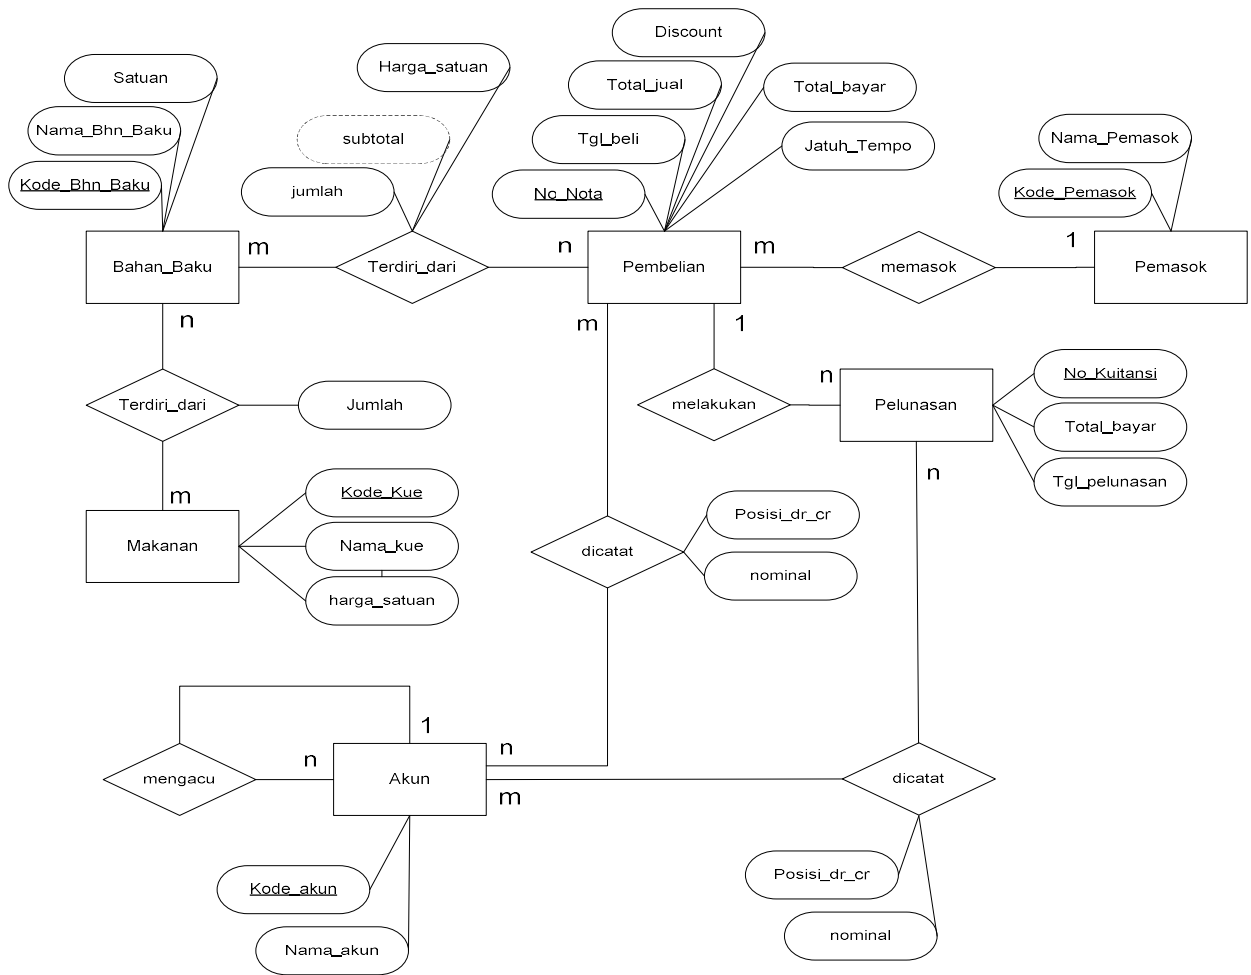 Discount
Satuan
Harga_satuan
Total_jual
Total_bayar
Nama_Bhn_Baku
subtotal
Tgl_beli
Jatuh_Tempo
Nama_Pemasok
Kode_Bhn_Baku
jumlah
No_Nota
Kode_Pemasok
m
n
m
1
Bahan_Baku
Terdiri_dari
Pembelian
memasok
Pemasok
n
m
1
n
No_Kuitansi
Terdiri_dari
Jumlah
melakukan
Pelunasan
Total_bayar
m
n
Tgl_pelunasan
Kode_Kue
Posisi_dr_cr
Makanan
Nama_kue
dicatat
nominal
harga_satuan
1
n
n
mengacu
Akun
m
dicatat
Kode_akun
Posisi_dr_cr
Nama_akun
nominal